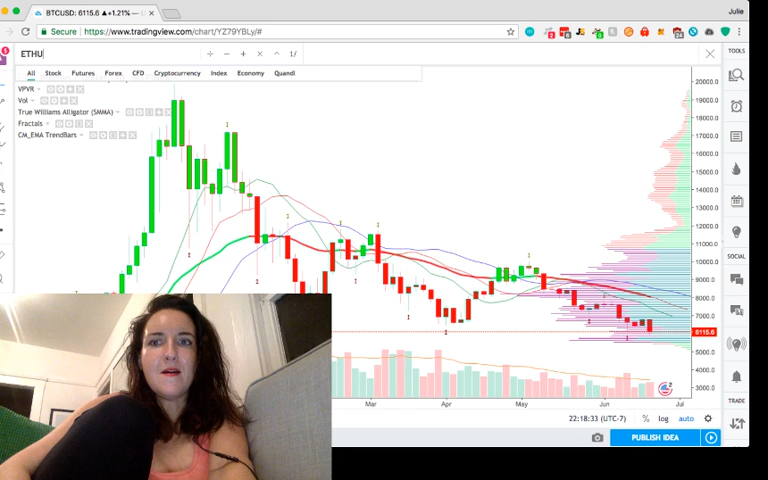 BTCUSD: 6115.6 ▲+1.21%
Julie
Secure https://www.tradingview.com/chart/YZ79YBLy/#
ETHU
1/
TOOLS
All Stock Futures Forex CFD Cryptocurrency Index Economy Quandl
VPVR
Vol
True Williams Alligator (SMMA)
Fractals
CM_EMA TrendBars
20000.0
19000.0
18000.0
17000.0
16000.0
15000.0
14000.0
13000.0
12000.0
11000.0
10000.0
9000.0
8000.0
7000.0
6115.6
5000.0
4000.0
3000.0
SOCIAL
TRADE
Mar Apr May Jun Jul
22:18:33 (UTC-7) % log auto
PUBLISH IDEA